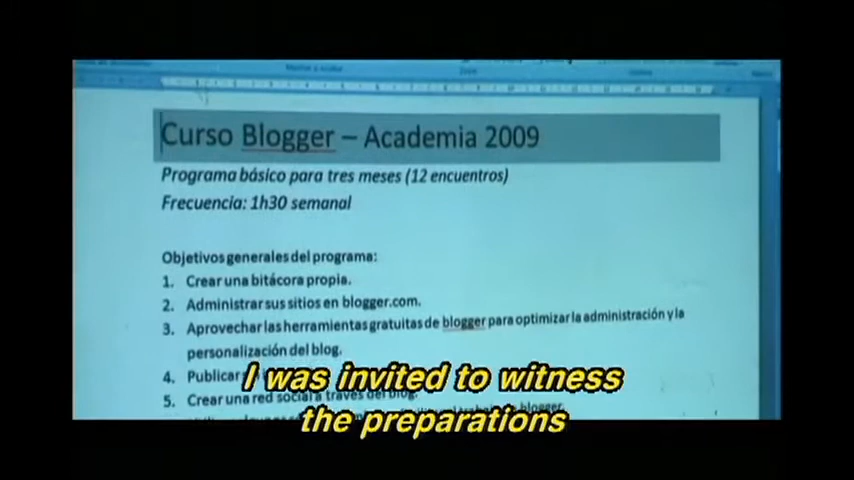 Curso Blogger – Academia 2009
Programa básico para tres meses (12 encuentros)
Frecuencia: 1h30 semanal
Objetivos generales del programa:
1. Crear una bitácora propia.
2. Administrar sus sitios en blogger.com.
3. Aprovechar las herramientas gratuitas de blogger para optimizar la administración y la
personalización del blog.
4. Publicar
5. Crear una red social a través del blog.
I was invited to witness
the preparations